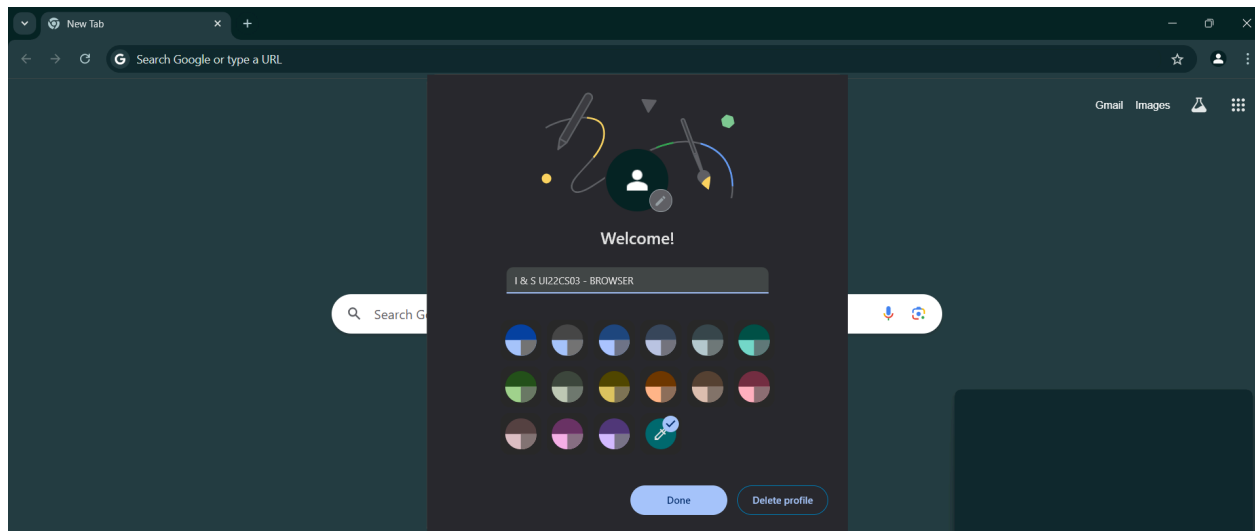 New Tab
Search Google or type a URL
Gmail Images
Welcome!
I & S UI22CS03 - BROWSER
Search G
Done Delete profile